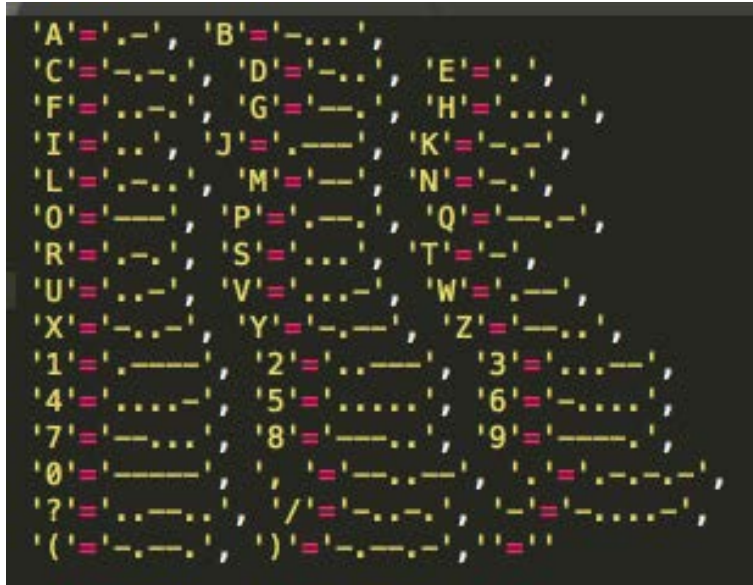 'A'='.-', 'B'='-...',
'C'='-.-.', 'D'='-..', 'E'='.',
'F'='..-.', 'G'='--.', 'H'='....',
'I'='..', 'J'='.---', 'K'='-.-',
'L'='.-..', 'M'='--', 'N'='-.',
'O'='---', 'P'='.--.', 'Q'='--.-',
'R'='.-.', 'S'='...', 'T'='-',
'U'='..-', 'V'='...-', 'W'='.--',
'X'='-..-', 'Y'='-.--', 'Z'='--..',
'1'='.----', '2'='..---', '3'='...--',
'4'='....-', '5'='.....', '6'='-....',
'7'='--...', '8'='---..', '9'='----.',
'0'='-----', ', '='--..--', '.'='.-.-.-',
'?'='..--..', '/'='-..-.', '-'='-....-',
'('='-.--.', ')'='-.--.-',''=''